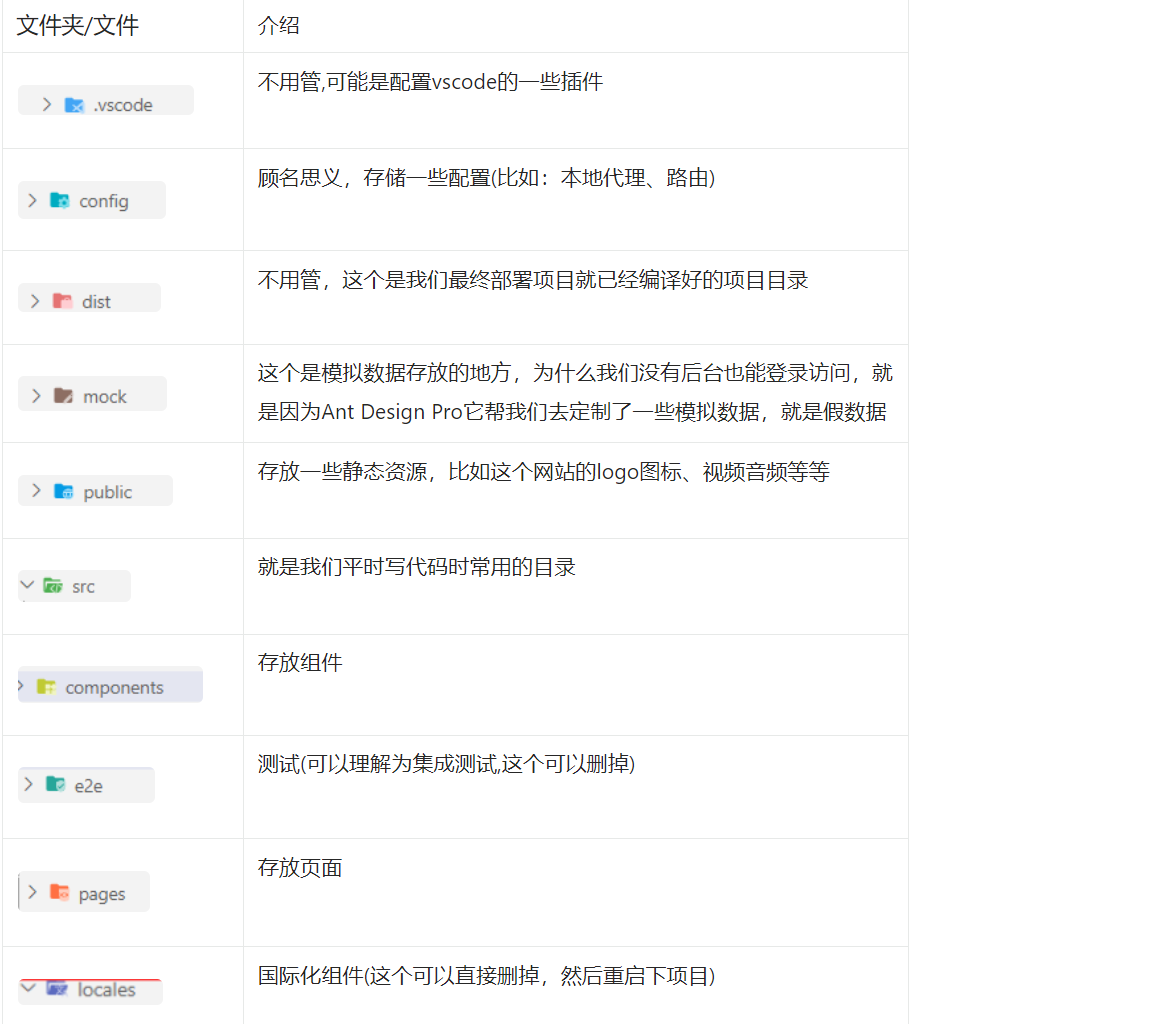 文件夹/文件
介绍
.vscode
不用管,可能是配置vscode的一些插件
config
顾名思义，存储一些配置(比如：本地代理、路由)
dist
不用管，这个是我们最终部署项目就已经编译好的项目目录
mock
这个是模拟数据存放的地方，为什么我们没有后台也能登录访问，就
是因为Ant Design Pro它帮我们去定制了一些模拟数据，就是假数据
public
存放一些静态资源，比如这个网站的logo图标、视频音频等等
src
就是我们平时写代码时常用的目录
components
存放组件
e2e
测试(可以理解为集成测试,这个可以删掉)
pages
存放页面
locales
国际化组件(这个可以直接删掉，然后重启下项目)